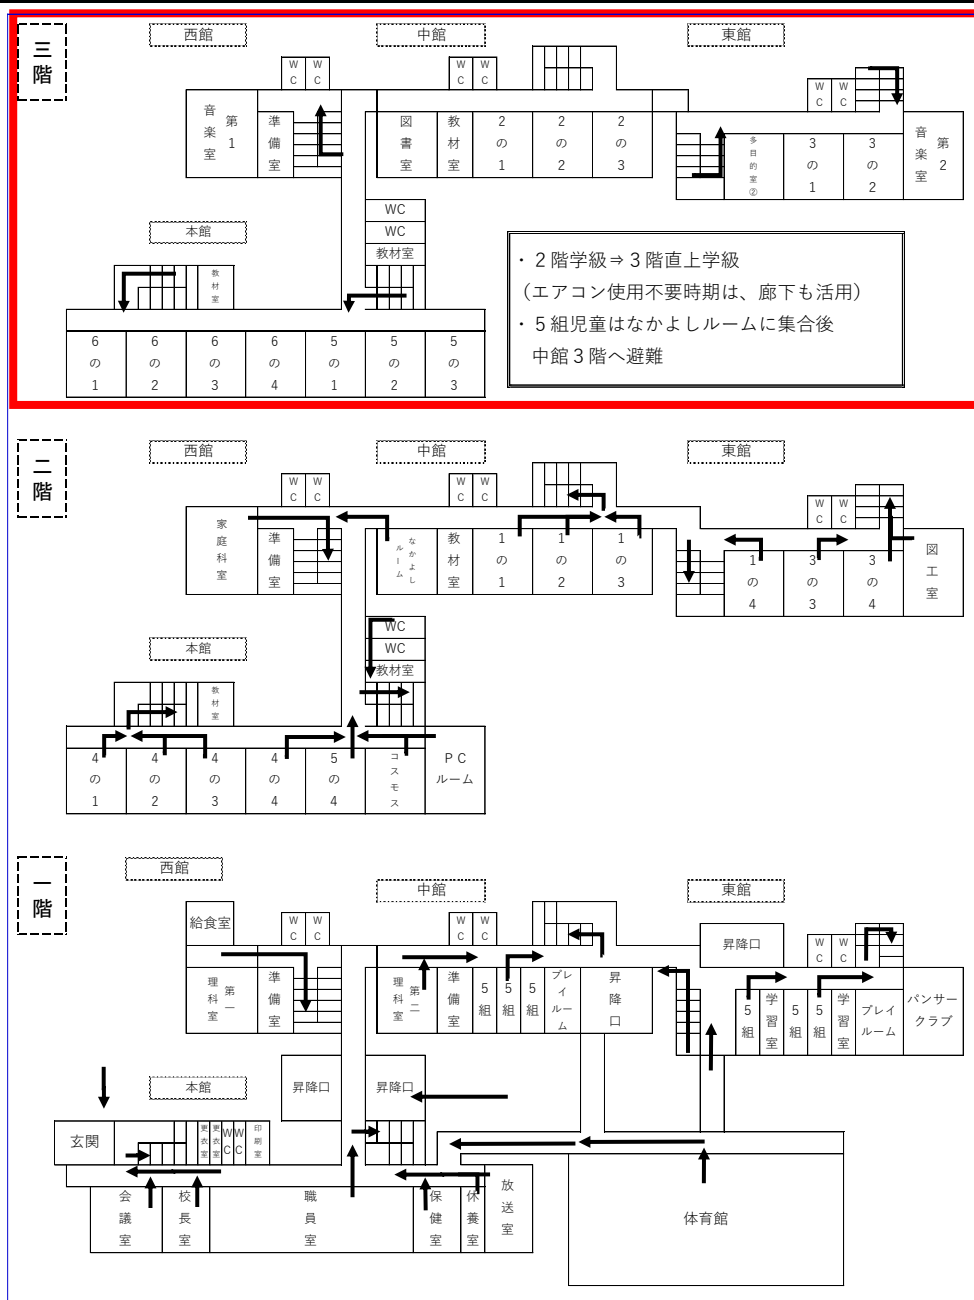 三階
西館
中館
東館
WC
WC
WC
WC
WC
WC
第1音楽室
準備室
図書室
教材室
2の1
2の2
2の3
多目的室②
3の1
3の2
第2音楽室
WC
WC
教材室
本館
教材室
6の1
6の2
6の3
6の4
5の1
5の2
5の3
・２階学級⇒３階直上学級
（エアコン使用不要時期は、廊下も活用）
・５組児童はなかよしルームに集合後
中館３階へ避難
二階
西館
中館
東館
WC
WC
WC
WC
WC
WC
家庭科室
準備室
なかよしルーム
教材室
1の1
1の2
1の3
1の4
3の3
3の4
図工室
WC
WC
教材室
本館
教材室
4の1
4の2
4の3
4の4
5の4
コスモス
ＰＣ
ルーム
一階
西館
中館
東館
給食室
WC
WC
WC
WC
昇降口
WC
WC
第一理科室
準備室
第二理科室
準備室
5組
5組
5組
プレイルーム
昇降口
5組
学習室
5組
5組
学習室
プレイ
ルーム
パンサー
クラブ
本館
昇降口
昇降口
玄関
更衣室
更衣室
WC
WC
印刷室
会議室
校長室
職員室
保健室
休養室
放送室
体育館